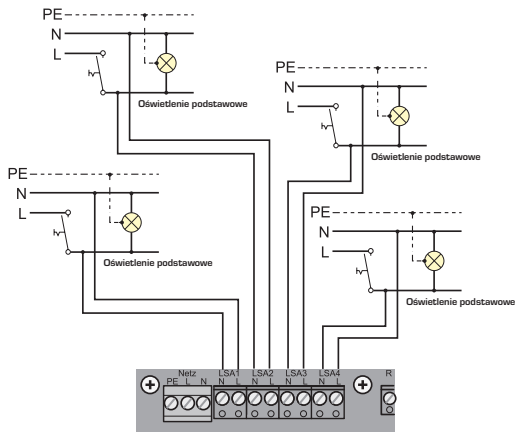 PE
N
L
Oświetlenie podstawowe
PE
N
L
Oświetlenie podstawowe
PE
N
L
Oświetlenie podstawowe
PE
N
L
Oświetlenie podstawowe
Netz LSA1 LSA2 LSA3 LSA4 R
PE L N N L N L N L N L